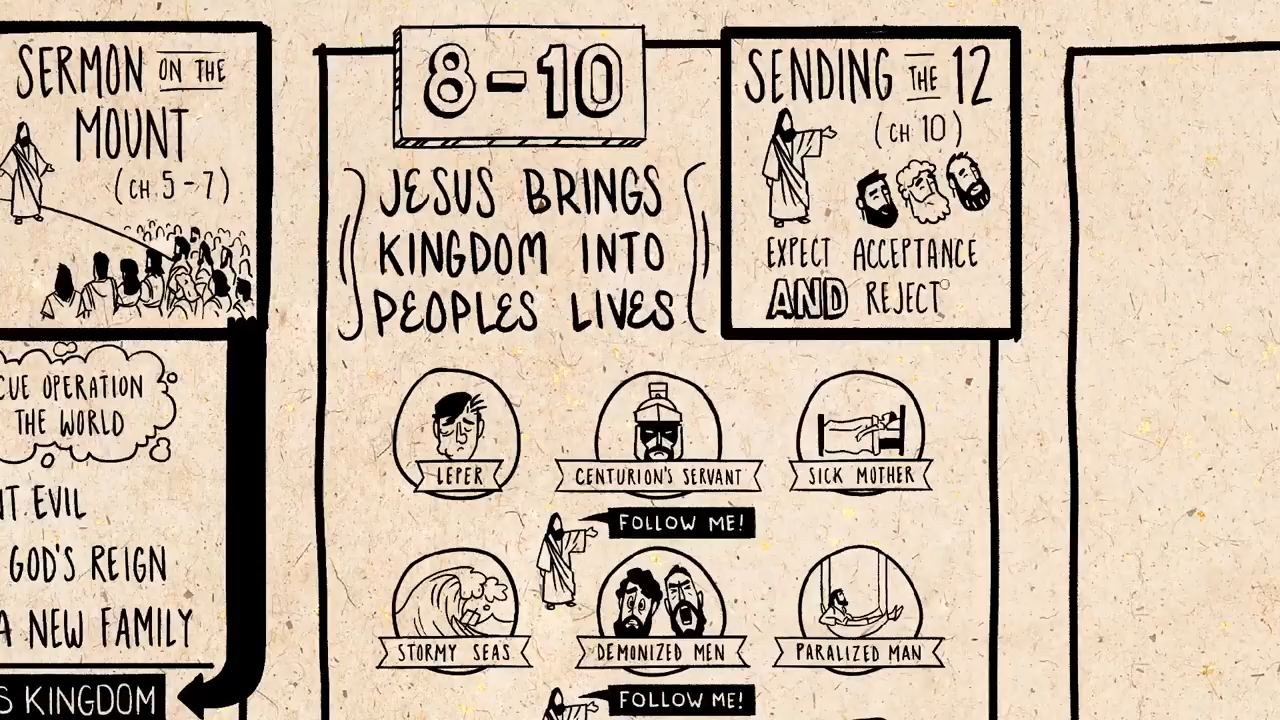 SERMON ON THE
MOUNT
(CH 5-7)
CUE OPERATION
THE WORLD
NT EVIL
GOD'S REIGN
A NEW FAMILY
S KINGDOM
8-10
JESUS BRINGS
KINGDOM INTO
PEOPLES LIVES
SENDING THE 12
(CH 10)
EXPECT ACCEPTANCE
AND REJECT
LEPER
CENTURION'S SERVANT
SICK MOTHER
FOLLOW ME!
STORMY SEAS
DEMONIZED MEN
PARALIZED MAN
FOLLOW ME!